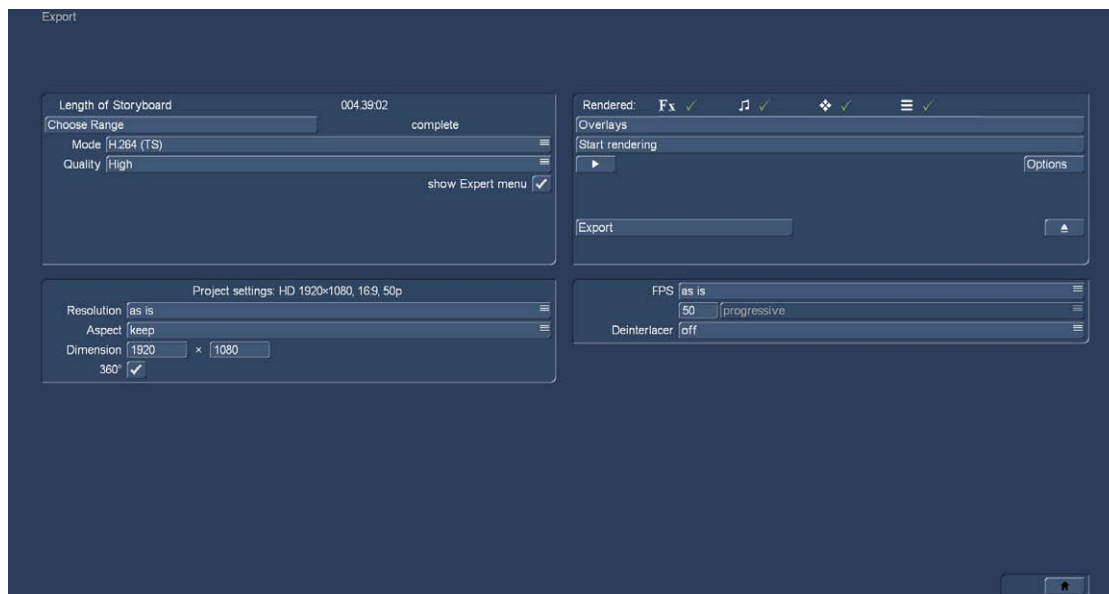 Export
Length of Storyboard 004.39:02
Choose Range complete
Mode H.264 (TS)
Quality High
show Expert menu
Project settings: HD 1920×1080, 16:9, 50p
Resolution as is
Aspect keep
Dimension 1920 × 1080
360°
Rendered: Fx
Overlays
Start rendering
Options
Export
FPS as is
50 progressive
Deinterlacer off